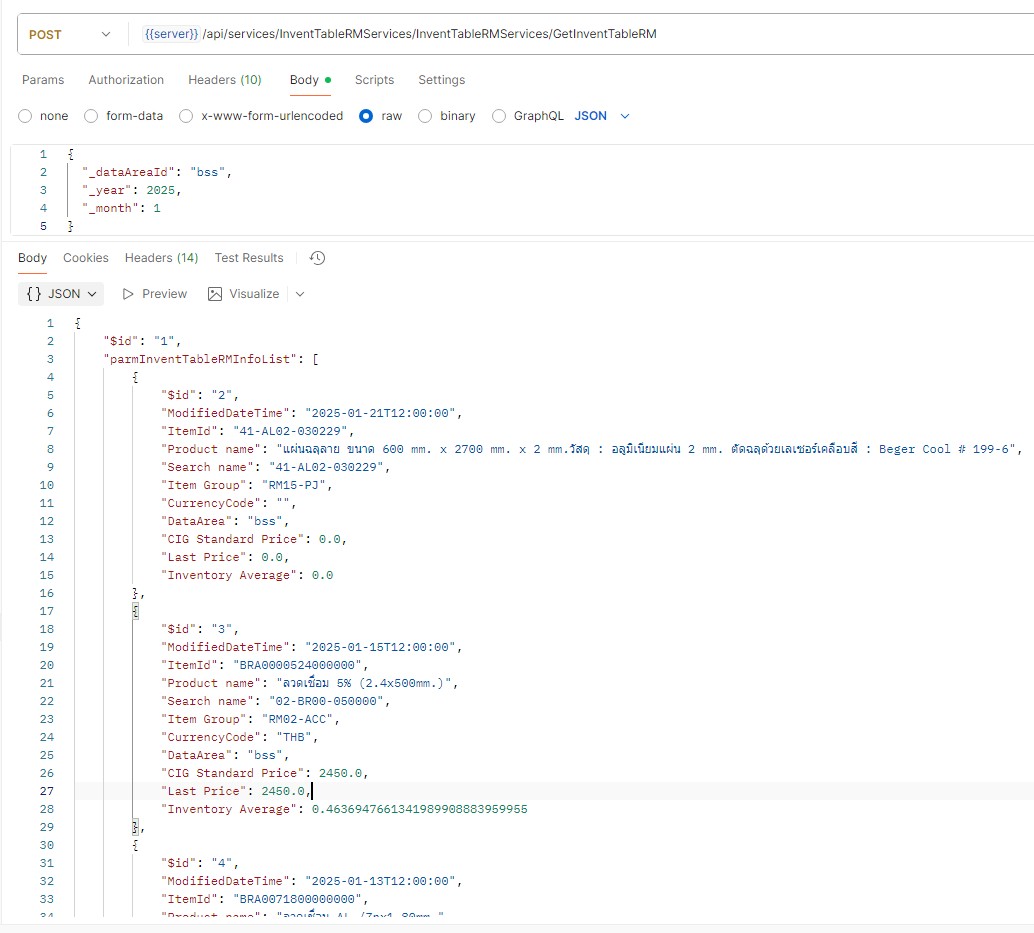 POST {{server}} /api/services/InventTableRMServices/InventTableRMServices/GetInventTableRM
Params Authorization Headers (10) Body Scripts Settings
none form-data x-www-form-urlencoded raw binary GraphQL JSON
1 {
2 "_dataAreaId": "bss",
3 "_year": 2025,
4 "_month": 1
5 }
Body Cookies Headers (14) Test Results
{} JSON Preview Visualize
1 {
2 "$id": "1",
3 "parmInventTableRMInfoList": [
4 {
5 "$id": "2",
6 "ModifiedDateTime": "2025-01-21T12:00:00",
7 "ItemId": "41-AL02-030229",
8 "Product name": "แผ่นฉลุลาย ขนาด 600 mm. x 2700 mm. x 2 mm.วัสดุ : อลูมิเนียมแผ่น 2 mm. ตัดฉลุด้วยเลเซอร์เคลือบสี : Beger Cool # 199-6",
9 "Search name": "41-AL02-030229",
10 "Item Group": "RM15-PJ",
11 "CurrencyCode": "",
12 "DataArea": "bss",
13 "CIG Standard Price": 0.0,
14 "Last Price": 0.0,
15 "Inventory Average": 0.0
16 },
17 {
18 "$id": "3",
19 "ModifiedDateTime": "2025-01-15T12:00:00",
20 "ItemId": "BRA0000524000000",
21 "Product name": "ลวดเชื่อม 5% (2.4x500mm.)",
22 "Search name": "02-BR00-050000",
23 "Item Group": "RM02-ACC",
24 "CurrencyCode": "THB",
25 "DataArea": "bss",
26 "CIG Standard Price": 2450.0,
27 "Last Price": 2450.0,
28 "Inventory Average": 0.4636947661341989908883959955
29 },
30 {
31 "$id": "4",
32 "ModifiedDateTime": "2025-01-13T12:00:00",
33 "ItemId": "BRA0071800000000",
34 "Product name":